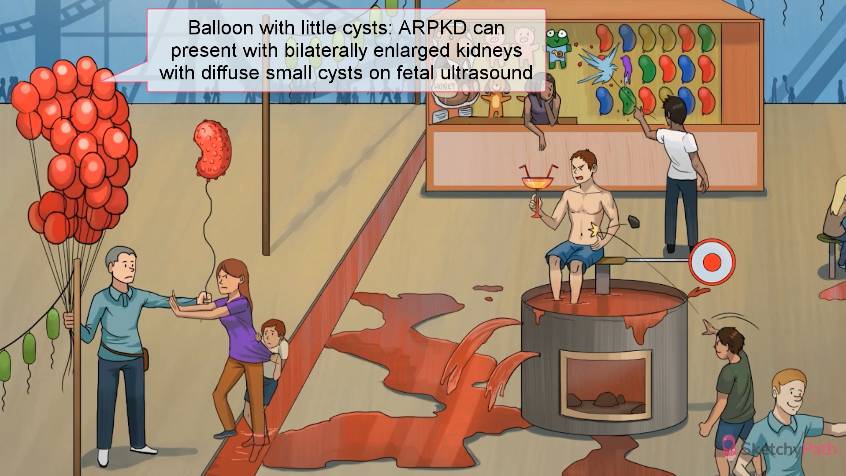 Balloon with little cysts: ARPKD can
present with bilaterally enlarged kidneys
with diffuse small cysts on fetal ultrasound
SketchyPath